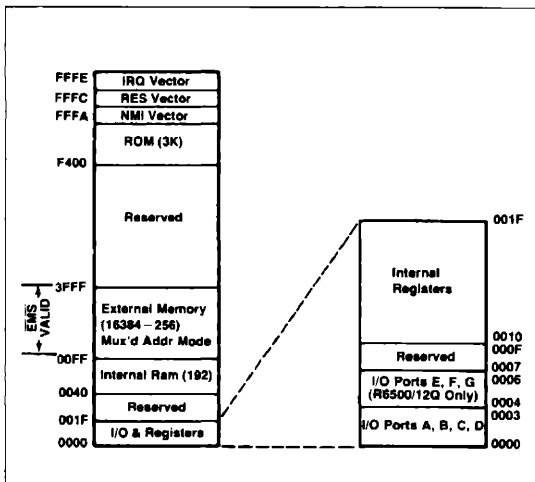 FFFE IRQ Vector
FFFC RES Vector
FFFA NMI Vector
ROM (3K)
F400
Reserved
3FFF
EMS VALID
External Memory
(16384 – 256)
Mux'd Addr Mode
00FF
Internal Ram (192)
0040
Reserved
001F
I/O & Registers
0000
001F
Internal
Registers
0010
000F
Reserved
0007
0006
I/O Ports E, F, G
(R6500/12Q Only)
0004
0003
I/O Ports A, B, C, D
0000